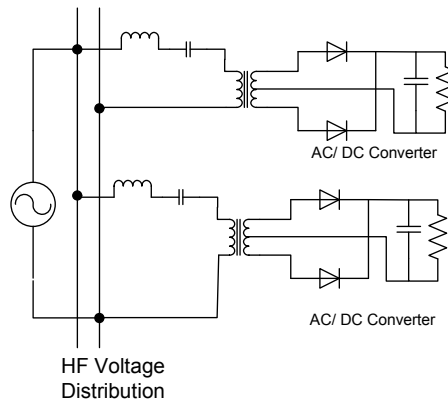 AC/ DC Converter
AC/ DC Converter
HF Voltage
Distribution